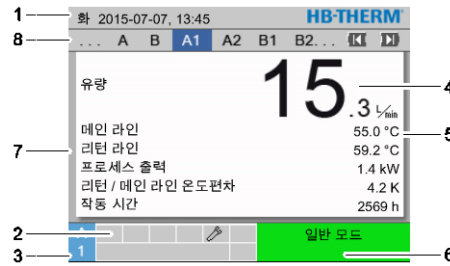 1 화 2015-07-07, 13:45 HB-THERM
8 ... A B A1 A2 B1 B2...
유량 15.3 L/min 4
메인 라인 55.0 °C 5
리턴 라인 59.2 °C
7 프로세스 출력 1.4 kW
리턴 / 메인 라인 온도편차 4.2 K
작동 시간 2569 h
2 일반 모드
3 1 6